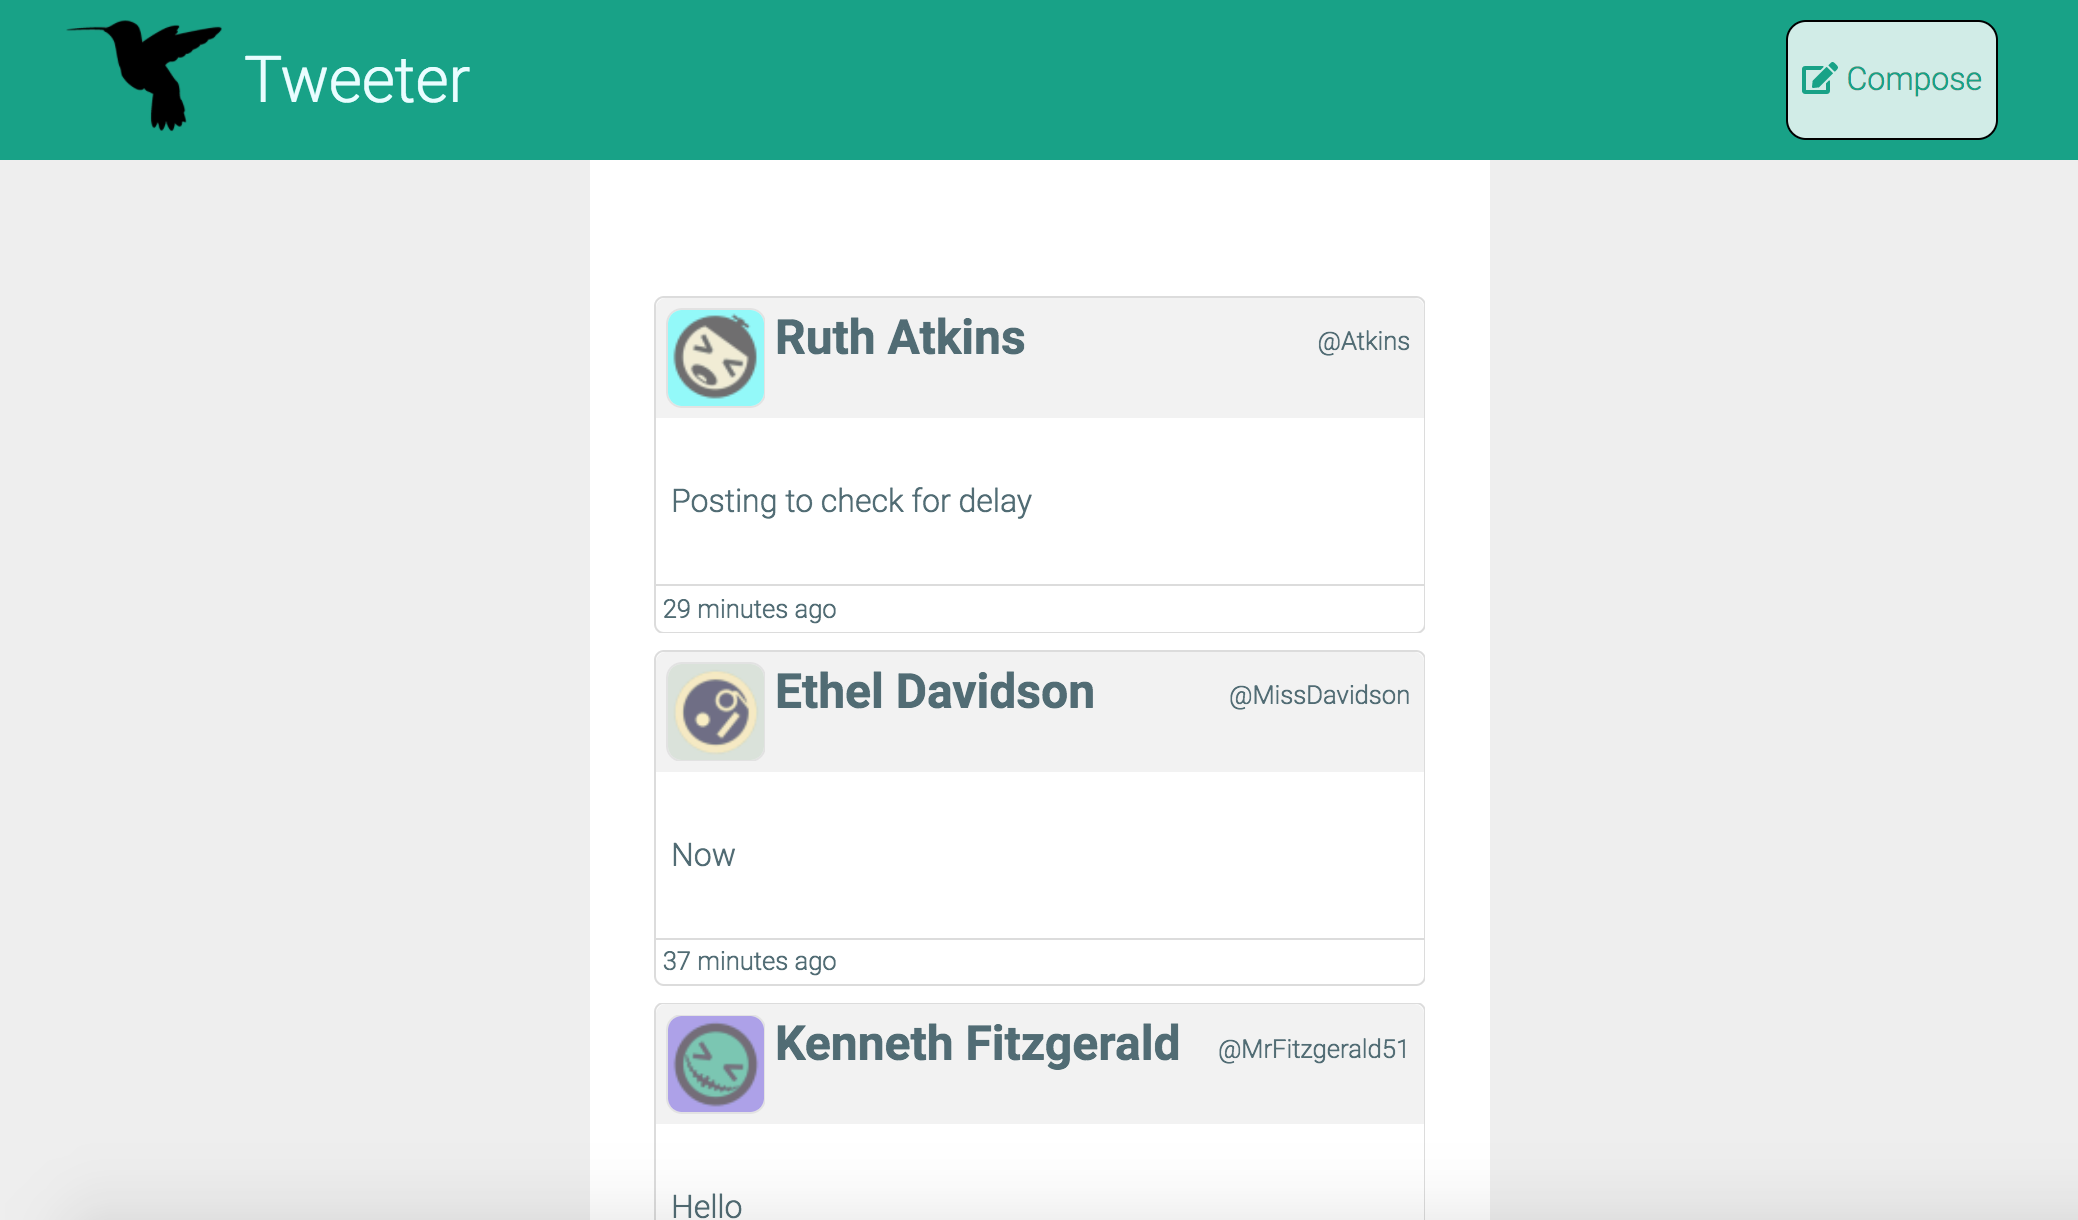 Tweeter
Compose
Ruth Atkins
@Atkins
Posting to check for delay
29 minutes ago
Ethel Davidson
@MissDavidson
Now
37 minutes ago
Kenneth Fitzgerald
@MrFitzgerald51
Hello